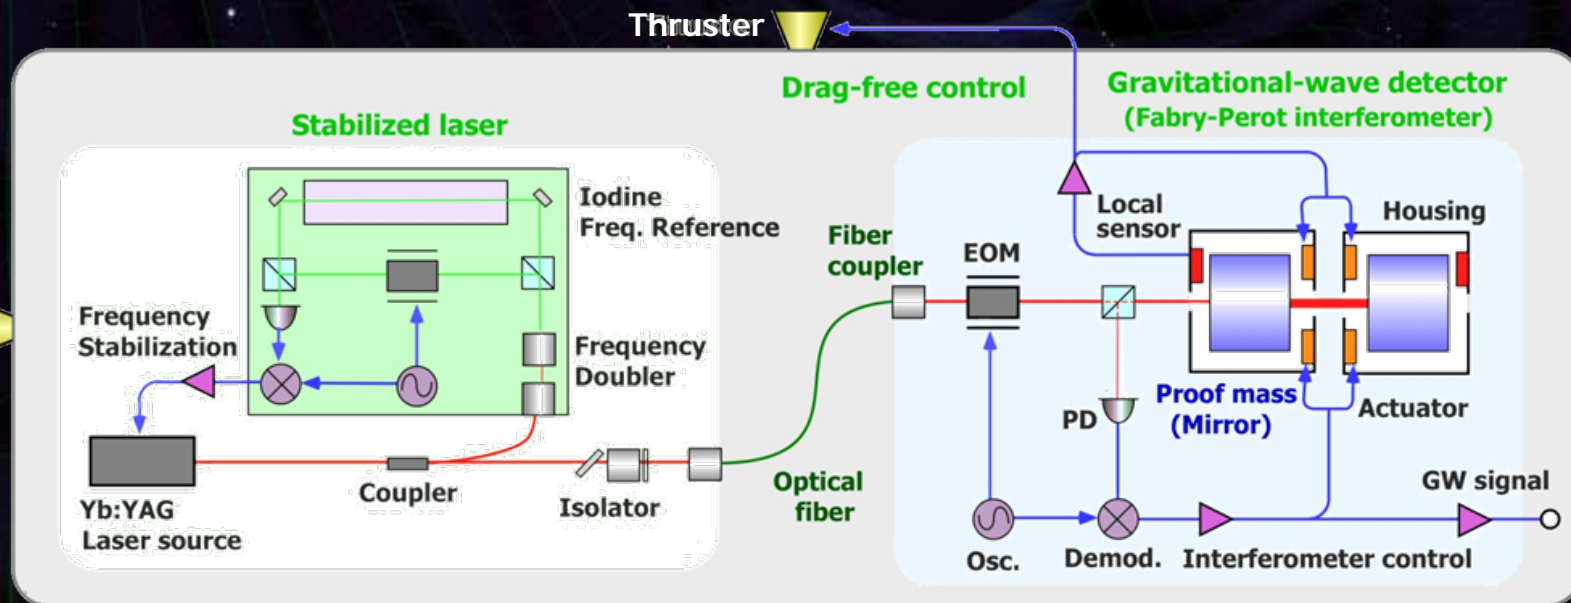 Thruster
Drag-free control
Gravitational-wave detector
(Fabry-Perot interferometer)
Stabilized laser
Iodine
Freq. Reference
Local
sensor
Housing
Fiber
coupler
EOM
Frequency
Stabilization
Frequency
Doubler
Proof mass
(Mirror)
Actuator
PD
Coupler
Isolator
Optical
fiber
GW signal
Yb:YAG
Laser source
Osc.
Demod.
Interferometer control